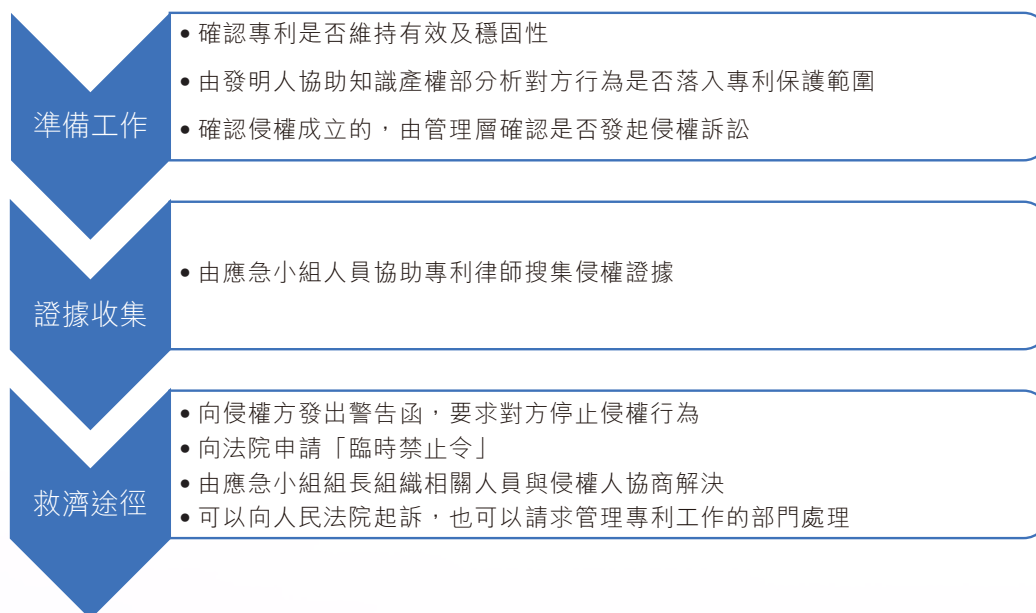 準備工作
• 確認專利是否維持有效及穩固性
• 由發明人協助知識產權部分析對方行為是否落入專利保護範圍
• 確認侵權成立的，由管理層確認是否發起侵權訴訟
證據收集
• 由應急小組人員協助專利律師搜集侵權證據
救濟途徑
• 向侵權方發出警告函，要求對方停止侵權行為
• 向法院申請「臨時禁止令」
• 由應急小組組長組織相關人員與侵權人協商解決
• 可以向人民法院起訴，也可以請求管理專利工作的部門處理